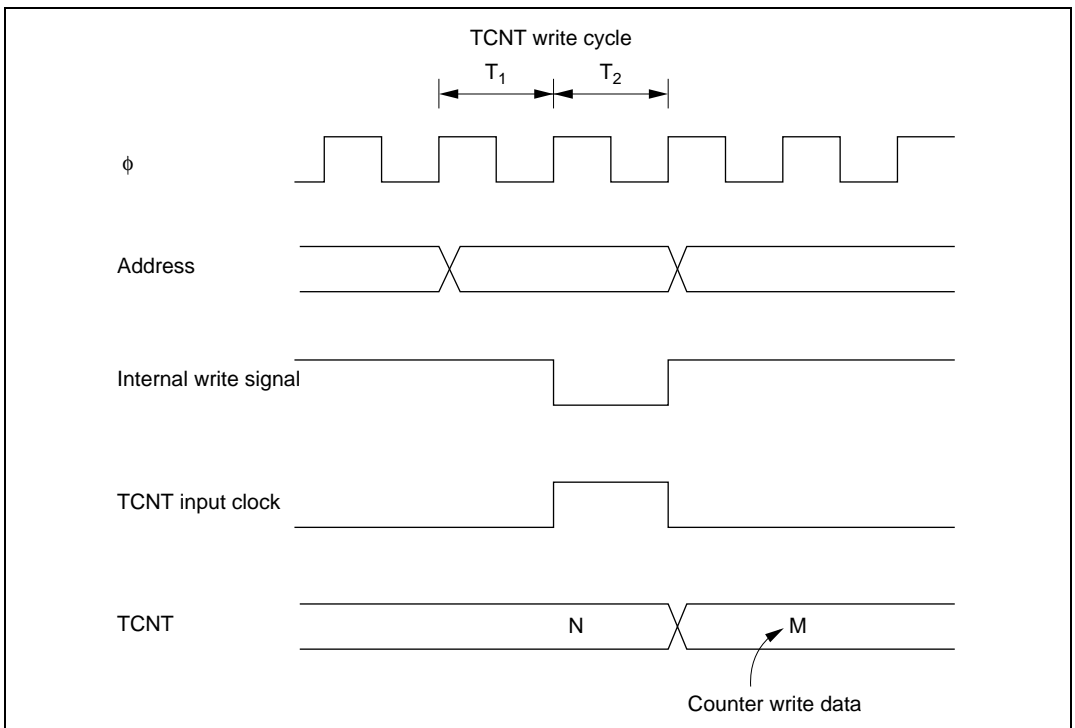 TCNT write cycle
T1 T2
ϕ
Address
Internal write signal
TCNT input clock
TCNT N M
Counter write data